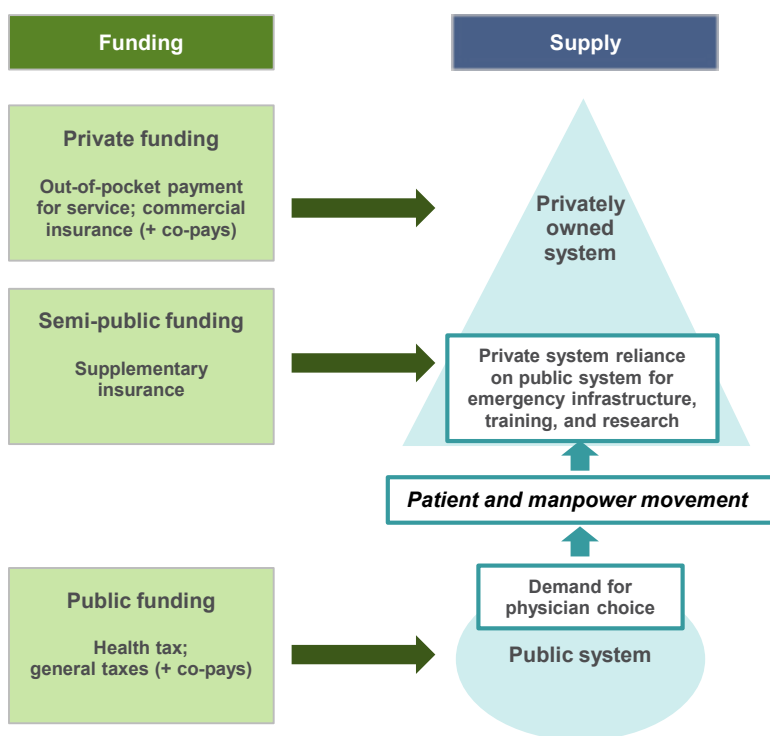 Funding
Supply
Private funding
Out-of-pocket payment
for service; commercial
insurance (+ co-pays)
Privately
owned
system
Semi-public funding
Supplementary
insurance
Private system reliance
on public system for
emergency infrastructure,
training, and research
Patient and manpower movement
Demand for
physician choice
Public funding
Health tax;
general taxes (+ co-pays)
Public system